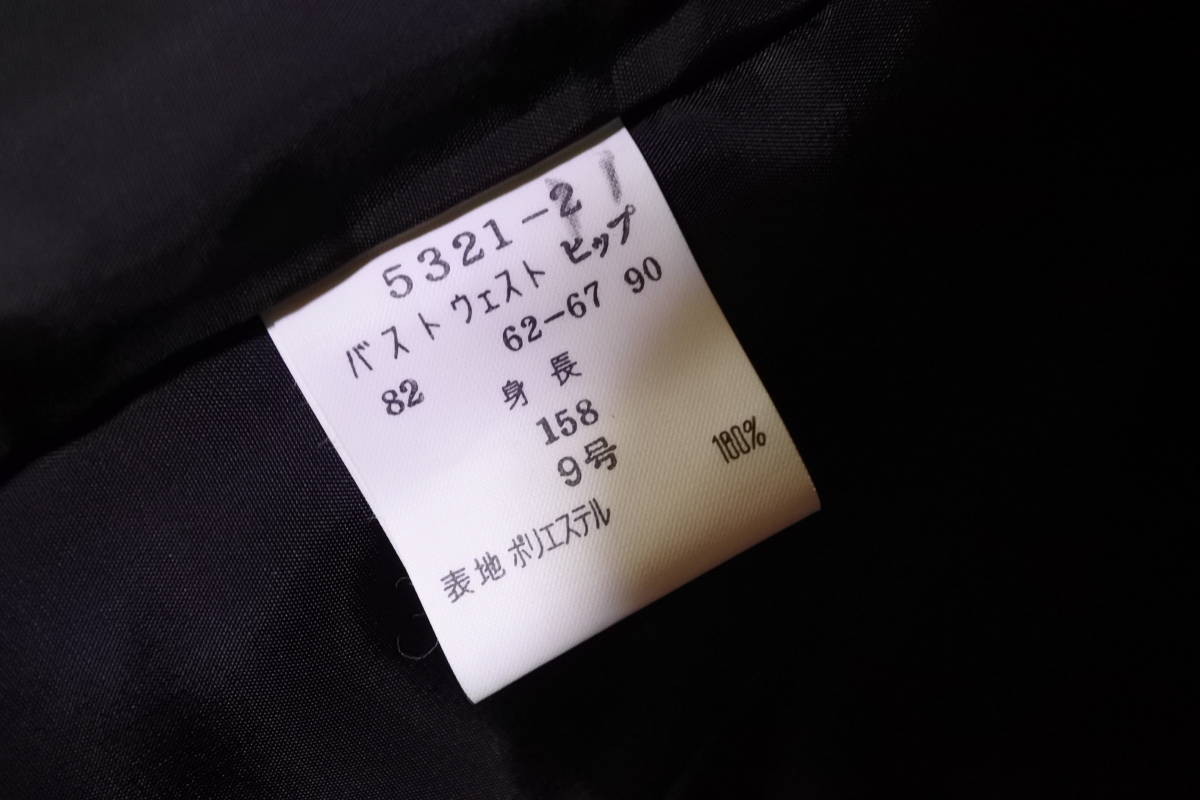 5321-2
バスト ウェスト ヒップ
82 62-67 90
身長
158
9号
表地 ポリエステル 100%